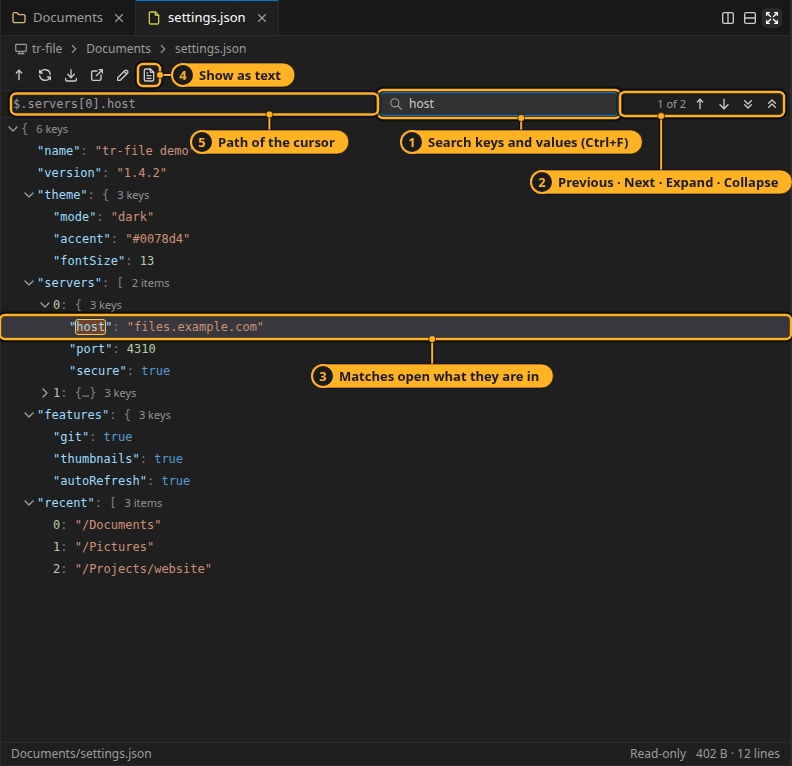 Documents
settings.json
tr-file > Documents > settings.json
4 Show as text
$.servers[0].host
host
1 of 2
{ 6 keys
5 Path of the cursor
1 Search keys and values (Ctrl+F)
"name": "tr-file demo
"version": "1.4.2"
2 Previous · Next · Expand · Collapse
"theme": { 3 keys
"mode": "dark"
"accent": "#0078d4"
"fontSize": 13
"servers": [ 2 items
0: { 3 keys
"host": "files.example.com"
"port": 4310
"secure": true
3 Matches open what they are in
1: {…} 3 keys
"features": { 3 keys
"git": true
"thumbnails": true
"autoRefresh": true
"recent": [ 3 items
0: "/Documents"
1: "/Pictures"
2: "/Projects/website"
Documents/settings.json
Read-only 402 B · 12 lines